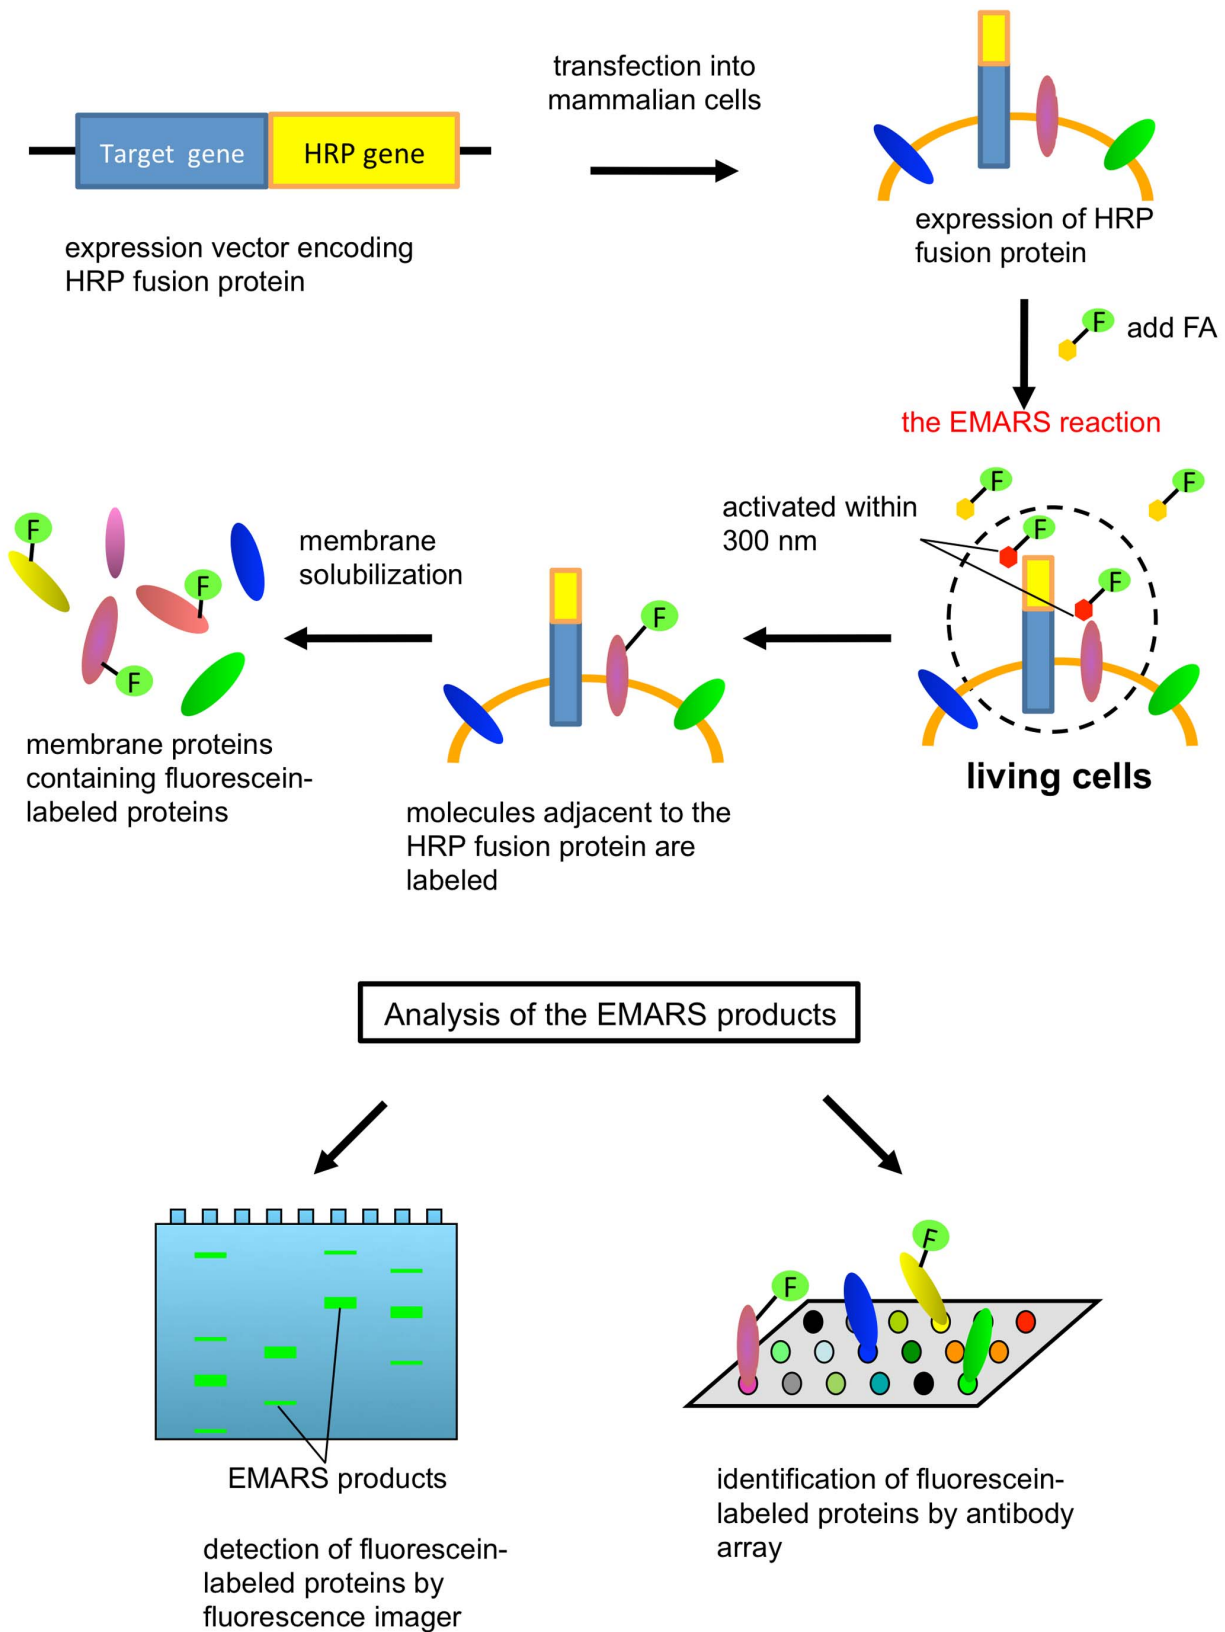 transfection into
mammalian cells
Target gene
HRP gene
expression vector encoding
HRP fusion protein
expression of HRP
fusion protein
F
add FA
the EMARS reaction
F
F
F
F
activated within
300 nm
living cells
F
molecules adjacent to the
HRP fusion protein are
labeled
membrane
solubilization
F
F
F
membrane proteins
containing fluorescein-
labeled proteins
Analysis of the EMARS products
EMARS products
detection of fluorescein-
labeled proteins by
fluorescence imager
F
F
identification of fluorescein-
labeled proteins by antibody
array